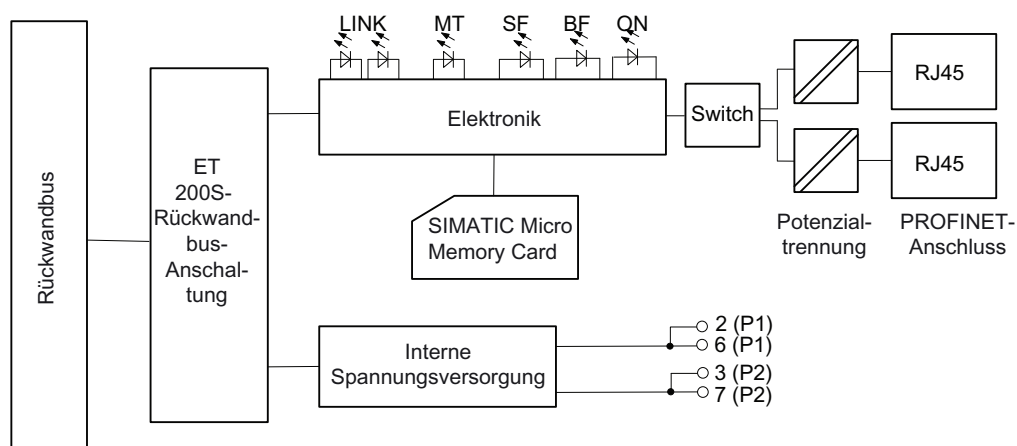 LINK MT SF BF ON
Rückwandbus
ET
200S-
Rückwand-
bus-
Anschal-
tung
Elektronik
Switch
RJ45
RJ45
SIMATIC Micro
Memory Card
Potenzial-
trennung
PROFINET-
Anschluss
Interne
Spannungsversorgung
2 (P1)
6 (P1)
3 (P2)
7 (P2)